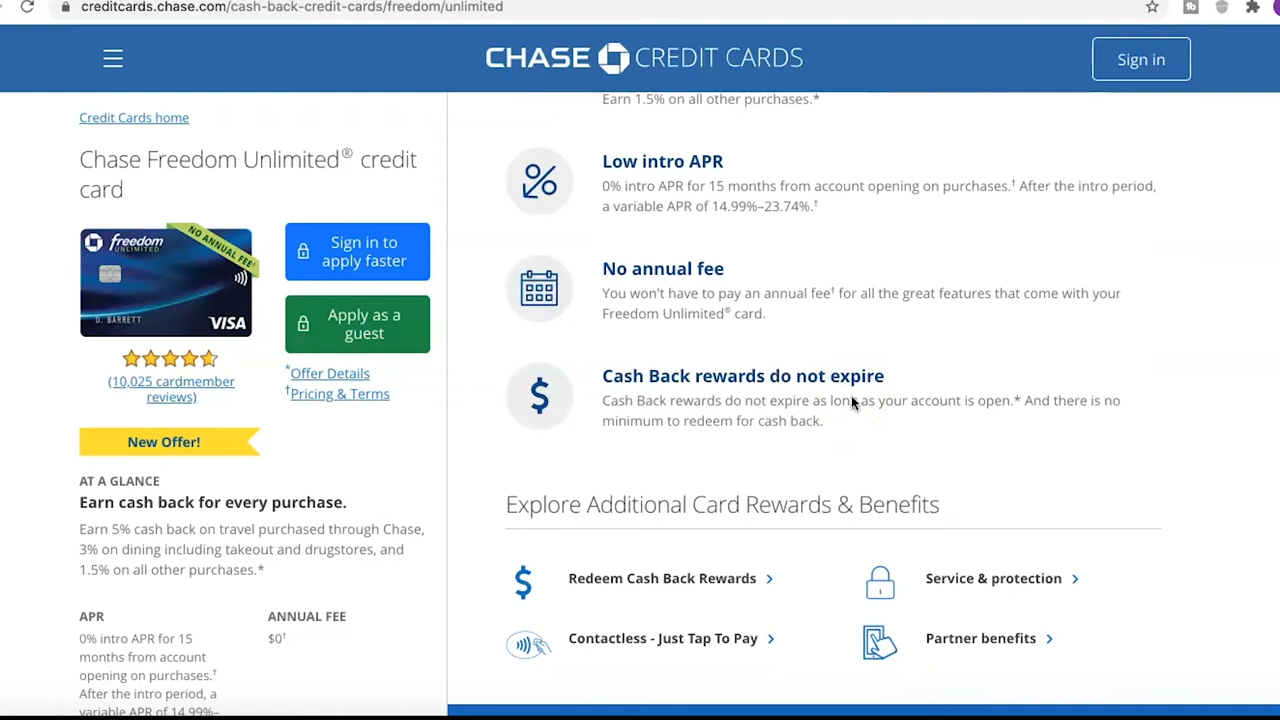 creditcards.chase.com/cash-back-credit-cards/freedom/unlimited
CHASE CREDIT CARDS
Sign in
Credit Cards home
Chase Freedom Unlimited® credit
card
freedom
UNLIMITED
NO ANNUAL FEE†
D. BARRETT
VISA
Sign in to
apply faster
Apply as a
guest
(10,025 cardmember
reviews)
*Offer Details
†Pricing & Terms
New Offer!
AT A GLANCE
Earn cash back for every purchase.
Earn 5% cash back on travel purchased through Chase,
3% on dining including takeout and drugstores, and
1.5% on all other purchases.*
APR
0% intro APR for 15
months from account
opening on purchases.†
After the intro period, a
variable APR of 14.99%–
ANNUAL FEE
$0†
Earn 1.5% on all other purchases.*
Low intro APR
0% intro APR for 15 months from account opening on purchases.† After the intro period,
a variable APR of 14.99%–23.74%.†
No annual fee
You won't have to pay an annual fee† for all the great features that come with your
Freedom Unlimited® card.
Cash Back rewards do not expire
Cash Back rewards do not expire as long as your account is open.* And there is no
minimum to redeem for cash back.
Explore Additional Card Rewards & Benefits
Redeem Cash Back Rewards
Service & protection
Contactless - Just Tap To Pay
Partner benefits